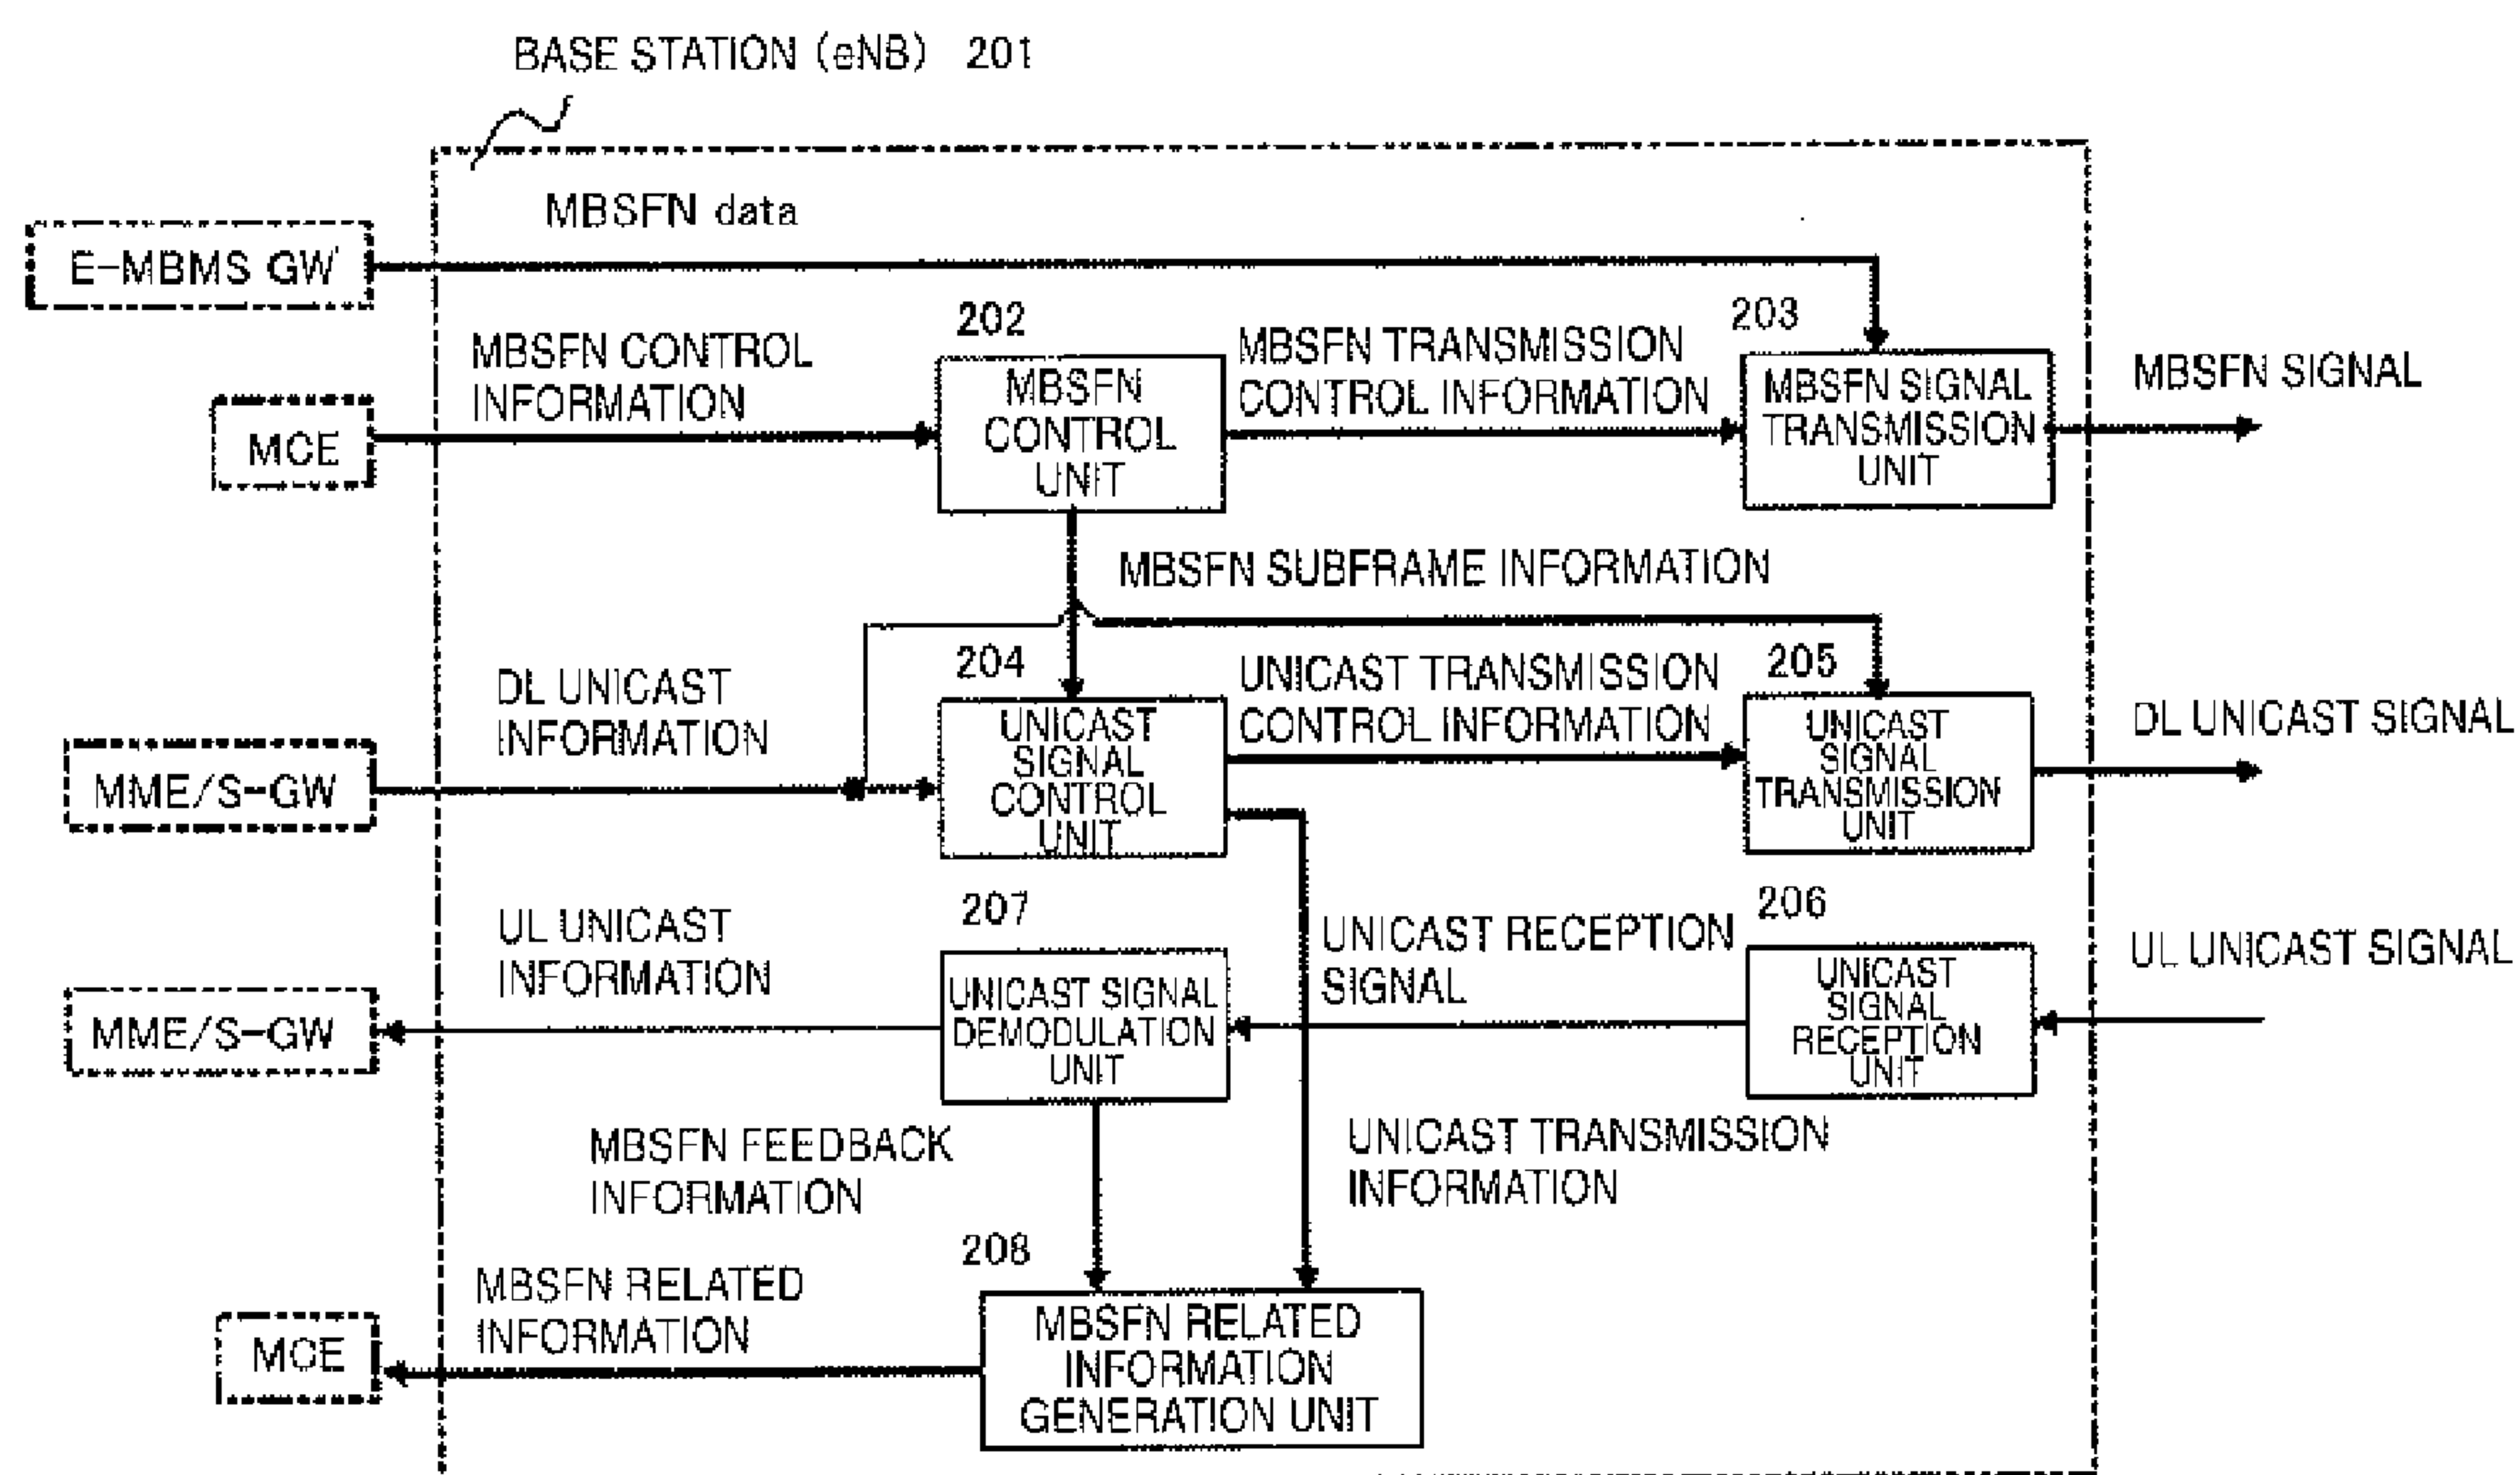 BASE STATION (eNB) 201
MBSFN data
E-MBMS GW
202
203
MBSFN CONTROL
INFORMATION
MBSFN TRANSMISSION
CONTROL INFORMATION
MCE
MBSFN
CONTROL
UNIT
MBSFN SIGNAL
TRANSMISSION
UNIT
MBSFN SIGNAL
MBSFN SUBFRAME INFORMATION
204
205
DL UNICAST
INFORMATION
UNICAST TRANSMISSION
CONTROL INFORMATION
MME/S-GW
UNICAST
SIGNAL
CONTROL
UNIT
UNICAST
SIGNAL
TRANSMISSION
UNIT
DL UNICAST SIGNAL
207
206
UL UNICAST
INFORMATION
UNICAST RECEPTION
SIGNAL
UL UNICAST SIGNAL
MME/S-GW
UNICAST SIGNAL
DEMODULATION
UNIT
UNICAST
SIGNAL
RECEPTION
UNIT
MBSFN FEEDBACK
INFORMATION
UNICAST TRANSMISSION
INFORMATION
208
MBSFN RELATED
INFORMATION
MCE
MBSFN RELATED
INFORMATION
GENERATION UNIT